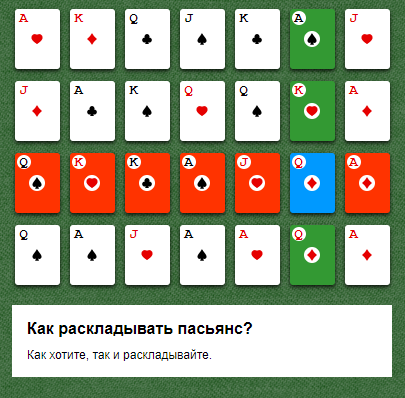 A K Q J K A J
J A K Q Q K A
Q K K A J Q A
Q A J A A Q A
Как раскладывать пасьянс?
Как хотите, так и раскладывайте.